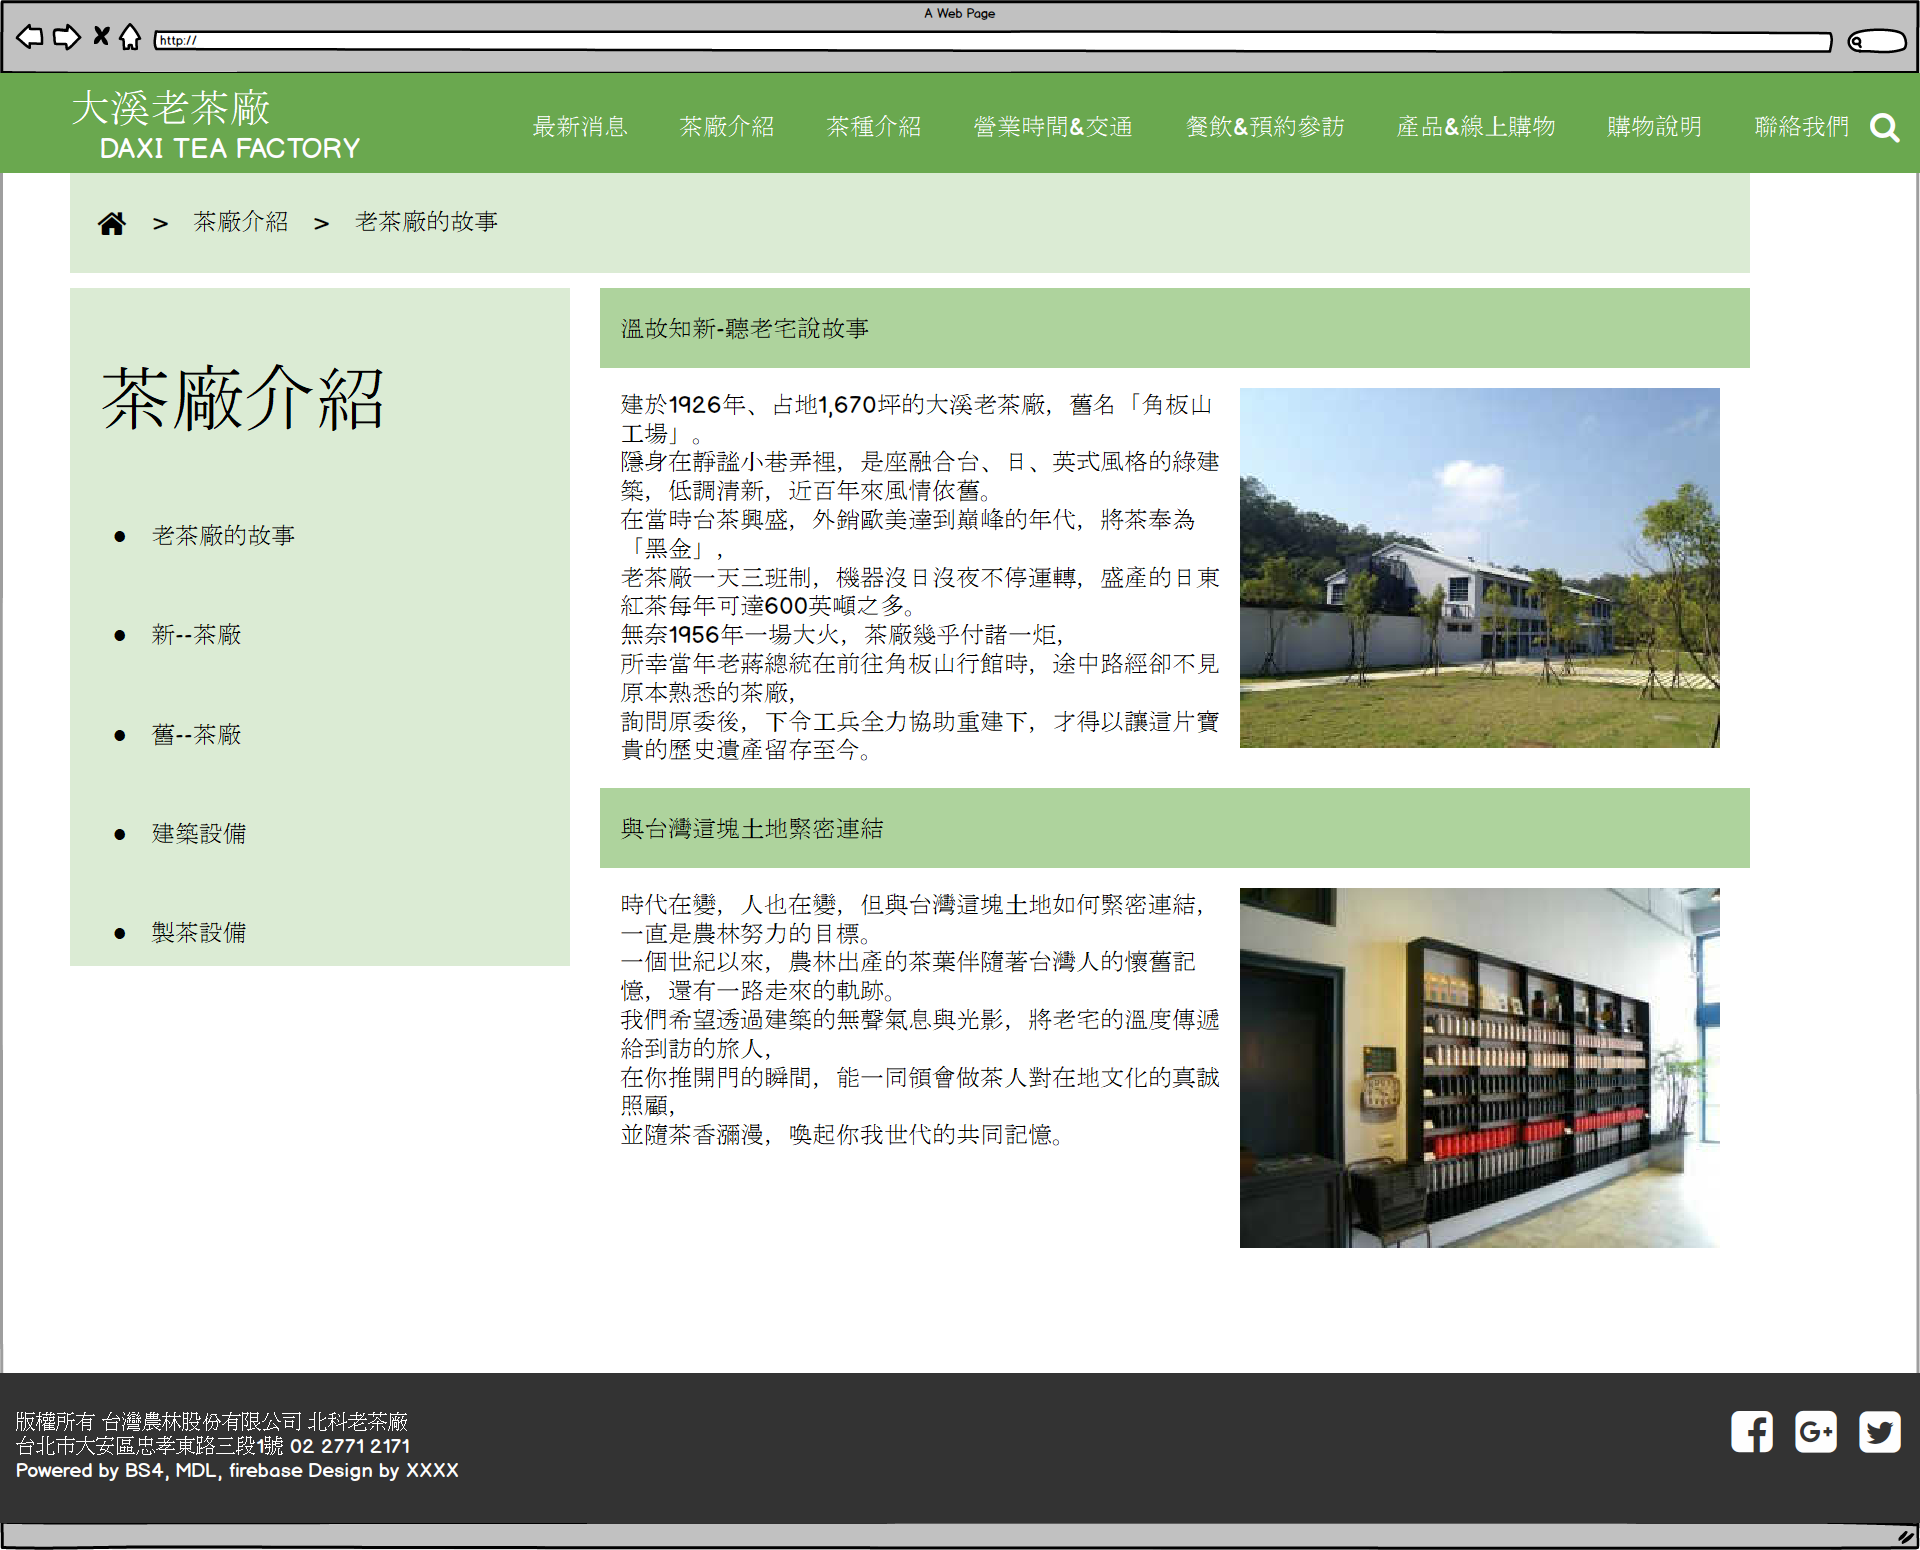 A Web Page
http://
大溪老茶廠
DAXI TEA FACTORY
最新消息 茶廠介紹 茶種介紹 營業時間&交通 餐飲&預約參訪 產品&線上購物 購物說明 聯絡我們
> 茶廠介紹 > 老茶廠的故事
茶廠介紹
● 老茶廠的故事
● 新--茶廠
● 舊--茶廠
● 建築設備
● 製茶設備
溫故知新-聽老宅說故事
建於1926年、占地1,670坪的大溪老茶廠，舊名「角板山
工場」。
隱身在靜謐小巷弄裡，是座融合台、日、英式風格的綠建
築，低調清新，近百年來風情依舊。
在當時台茶興盛，外銷歐美達到巔峰的年代，將茶奉為
「黑金」，
老茶廠一天三班制，機器沒日沒夜不停運轉，盛產的日東
紅茶每年可達600英噸之多。
無奈1956年一場大火，茶廠幾乎付諸一炬，
所幸當年老蔣總統在前往角板山行館時，途中路經卻不見
原本熟悉的茶廠，
詢問原委後，下令工兵全力協助重建下，才得以讓這片寶
貴的歷史遺產留存至今。
與台灣這塊土地緊密連結
時代在變，人也在變，但與台灣這塊土地如何緊密連結，
一直是農林努力的目標。
一個世紀以來，農林出產的茶葉伴隨著台灣人的懷舊記
憶，還有一路走來的軌跡。
我們希望透過建築的無聲氣息與光影，將老宅的溫度傳遞
給到訪的旅人，
在你推開門的瞬間，能一同領會做茶人對在地文化的真誠
照顧，
並隨茶香瀰漫，喚起你我世代的共同記憶。
版權所有 台灣農林股份有限公司 北科老茶廠
台北市大安區忠孝東路三段1號 02 2771 2171
Powered by BS4, MDL, firebase Design by XXXX